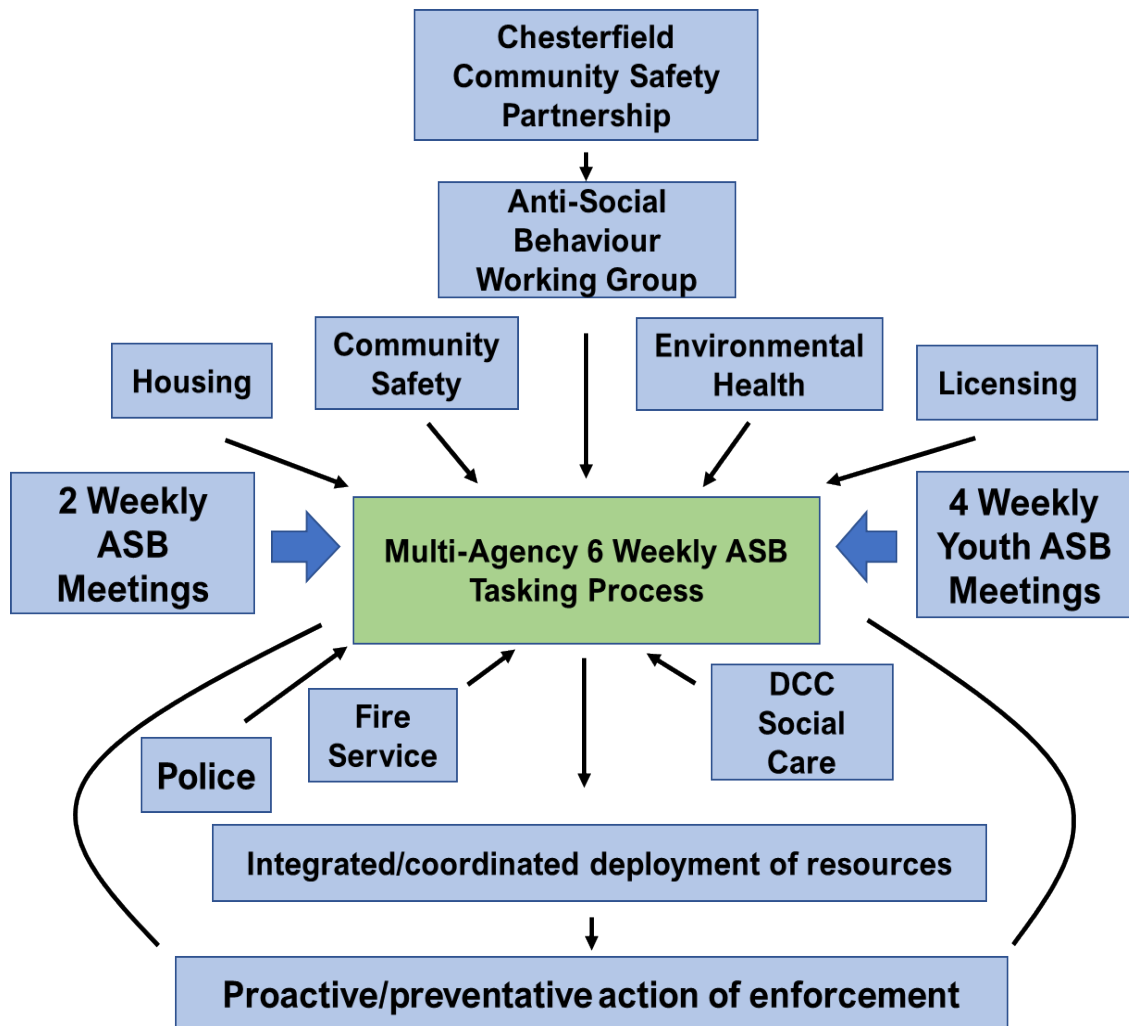 Chesterfield
Community Safety
Partnership
Anti-Social
Behaviour
Working Group
Housing
Community
Safety
Environmental
Health
Licensing
2 Weekly
ASB
Meetings
Multi-Agency 6 Weekly ASB
Tasking Process
4 Weekly
Youth ASB
Meetings
Police
Fire
Service
DCC
Social
Care
Integrated/coordinated deployment of resources
Proactive/preventative action of enforcement